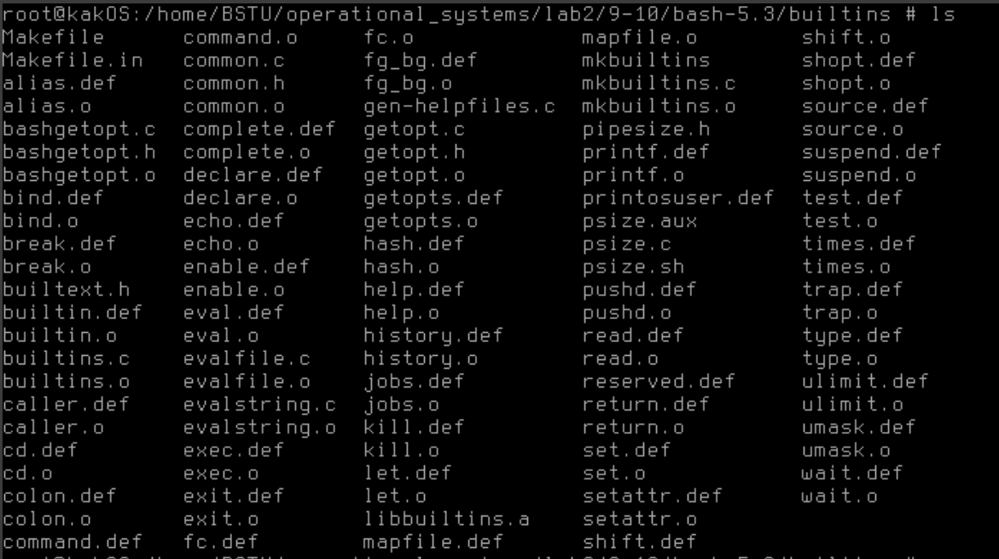 root@kakOS:/home/BSTU/operational_systems/lab2/9-10/bash-5.3/builtins # ls
Makefile command.o fc.o mapfile.o shift.o
Makefile.in common.c fg_bg.def mkbuiltins shopt.def
alias.def common.h fg_bg.o mkbuiltins.c shopt.o
alias.o common.o gen-helpfiles.c mkbuiltins.o source.def
bashgetopt.c complete.def getopt.c pipesize.h source.o
bashgetopt.h complete.o getopt.h printf.def suspend.def
bashgetopt.o declare.def getopt.o printf.o suspend.o
bind.def declare.o getopts.def printosuser.def test.def
bind.o echo.def getopts.o psize.aux test.o
break.def echo.o hash.def psize.c times.def
break.o enable.def hash.o psize.sh times.o
builtext.h enable.o help.def pushd.def trap.def
builtin.def eval.def help.o pushd.o trap.o
builtin.o eval.o history.def read.def type.def
builtins.c evalfile.c history.o read.o type.o
builtins.o evalfile.o jobs.def reserved.def ulimit.def
caller.def evalstring.c jobs.o return.def ulimit.o
caller.o evalstring.o kill.def return.o umask.def
cd.def exec.def kill.o set.def umask.o
cd.o exec.o let.def set.o wait.def
colon.def exit.def let.o setattr.def wait.o
colon.o exit.o libbuiltins.a setattr.o
command.def fc.def mapfile.def shift.def